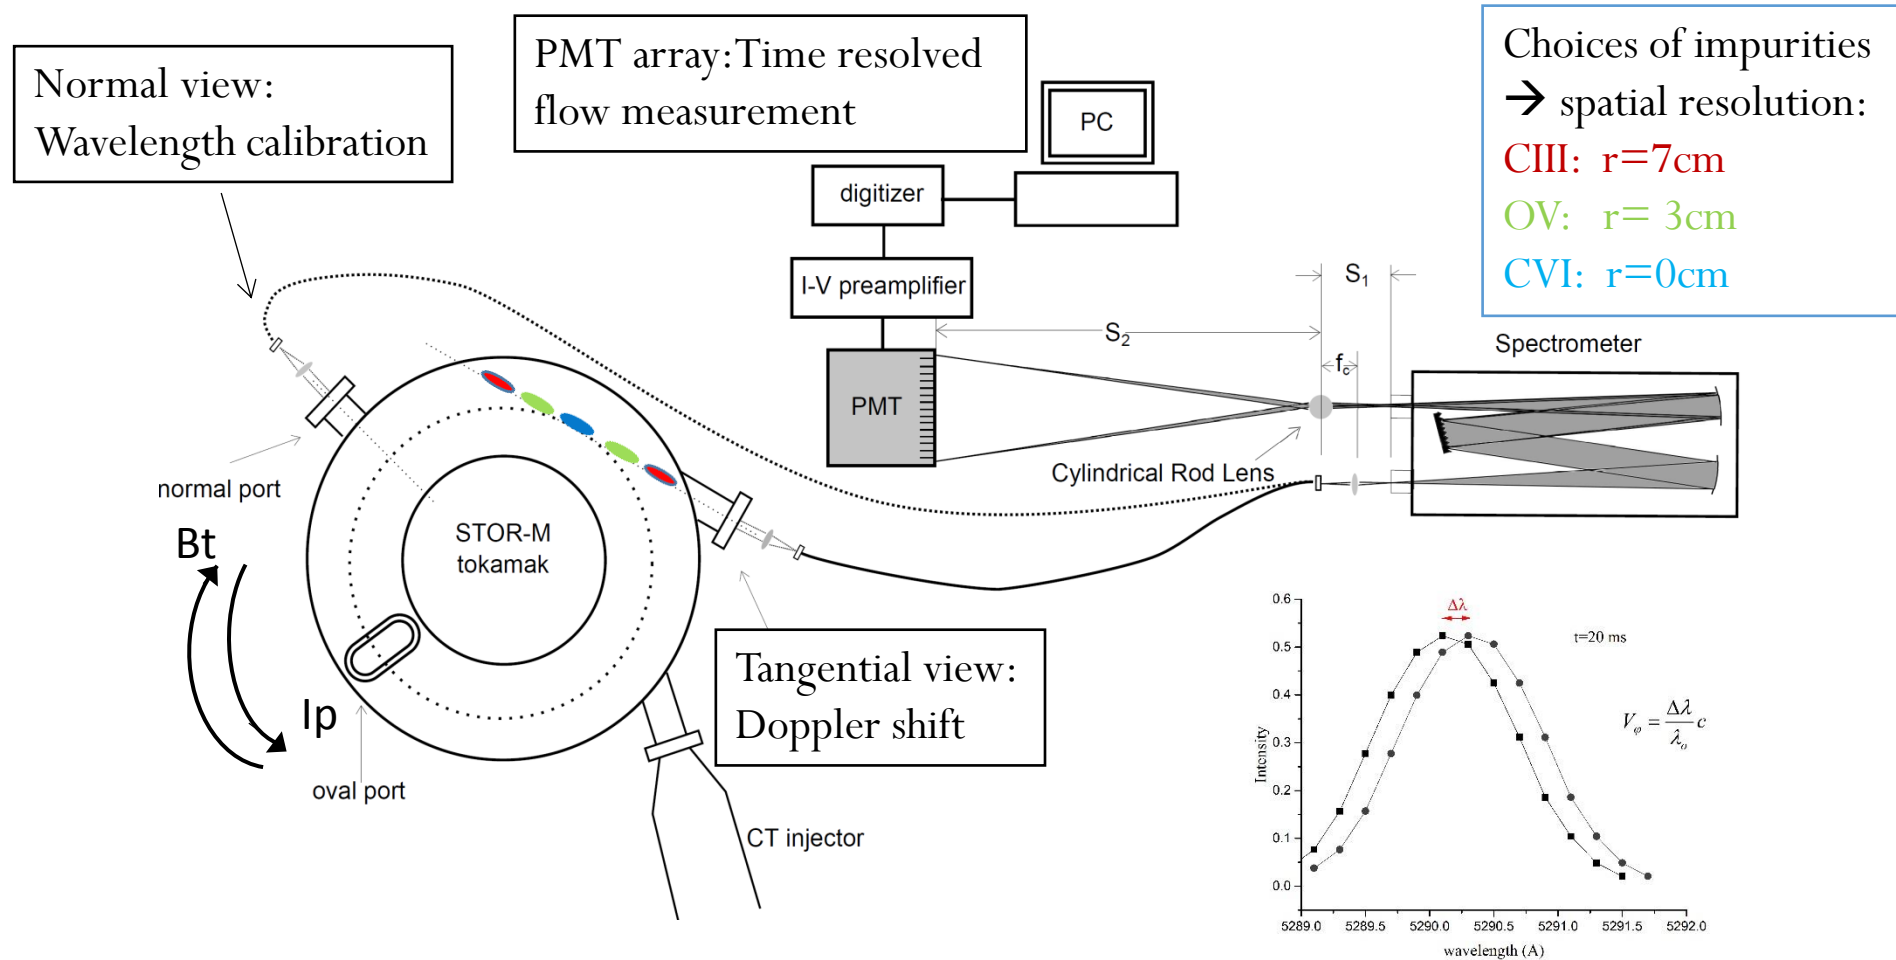 Normal view:
Wavelength calibration
PMT array: Time resolved
flow measurement
PC
digitizer
I-V preamplifier
PMT
S₂
S₁
f_c
Choices of impurities
→ spatial resolution:
CIII: r=7cm
OV: r= 3cm
CVI: r=0cm
Spectrometer
Cylindrical Rod Lens
normal port
Bt
Ip
STOR-M
tokamak
oval port
Tangential view:
Doppler shift
CT injector
Δλ
t=20 ms
V_φ = Δλ/λ_o c
Intensity
0.6
0.5
0.4
0.3
0.2
0.1
0.0
5289.0 5289.5 5290.0 5290.5 5291.0 5291.5 5292.0
wavelength (A)